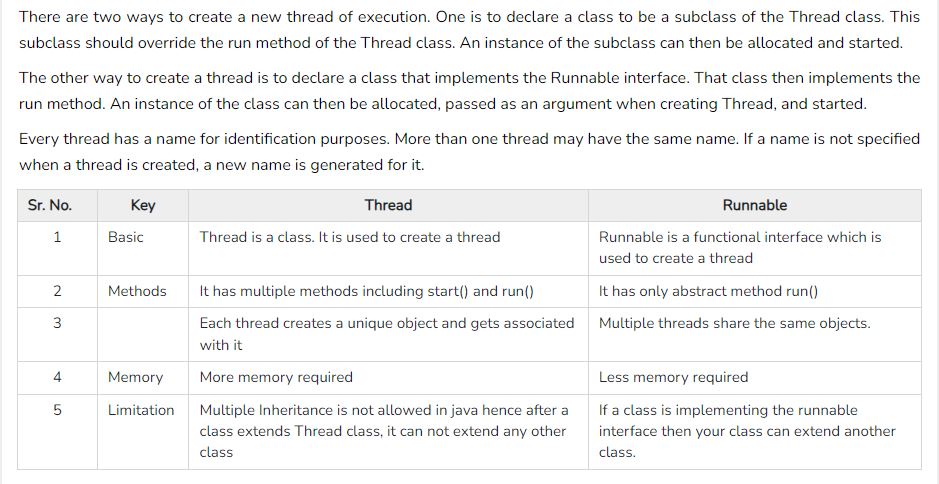 There are two ways to create a new thread of execution. One is to declare a class to be a subclass of the Thread class. This
subclass should override the run method of the Thread class. An instance of the subclass can then be allocated and started.
The other way to create a thread is to declare a class that implements the Runnable interface. That class then implements the
run method. An instance of the class can then be allocated, passed as an argument when creating Thread, and started.
Every thread has a name for identification purposes. More than one thread may have the same name. If a name is not specified
when a thread is created, a new name is generated for it.
Sr. No. Key Thread Runnable
1 Basic Thread is a class. It is used to create a thread Runnable is a functional interface which is
used to create a thread
2 Methods It has multiple methods including start() and run() It has only abstract method run()
3 Each thread creates a unique object and gets associated Multiple threads share the same objects.
with it
4 Memory More memory required Less memory required
5 Limitation Multiple Inheritance is not allowed in java hence after a If a class is implementing the runnable
class extends Thread class, it can not extend any other interface then your class can extend another
class class.